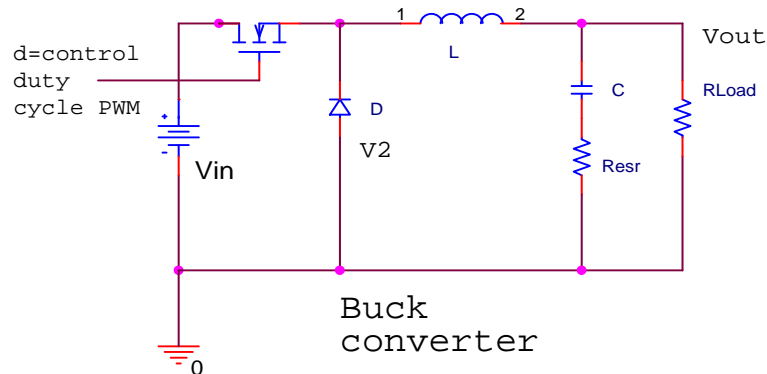 1
2
Vout
d=control
duty
cycle PWM
L
C
RLoad
+
D
V2
-
Vin
Resr
Buck
converter
0